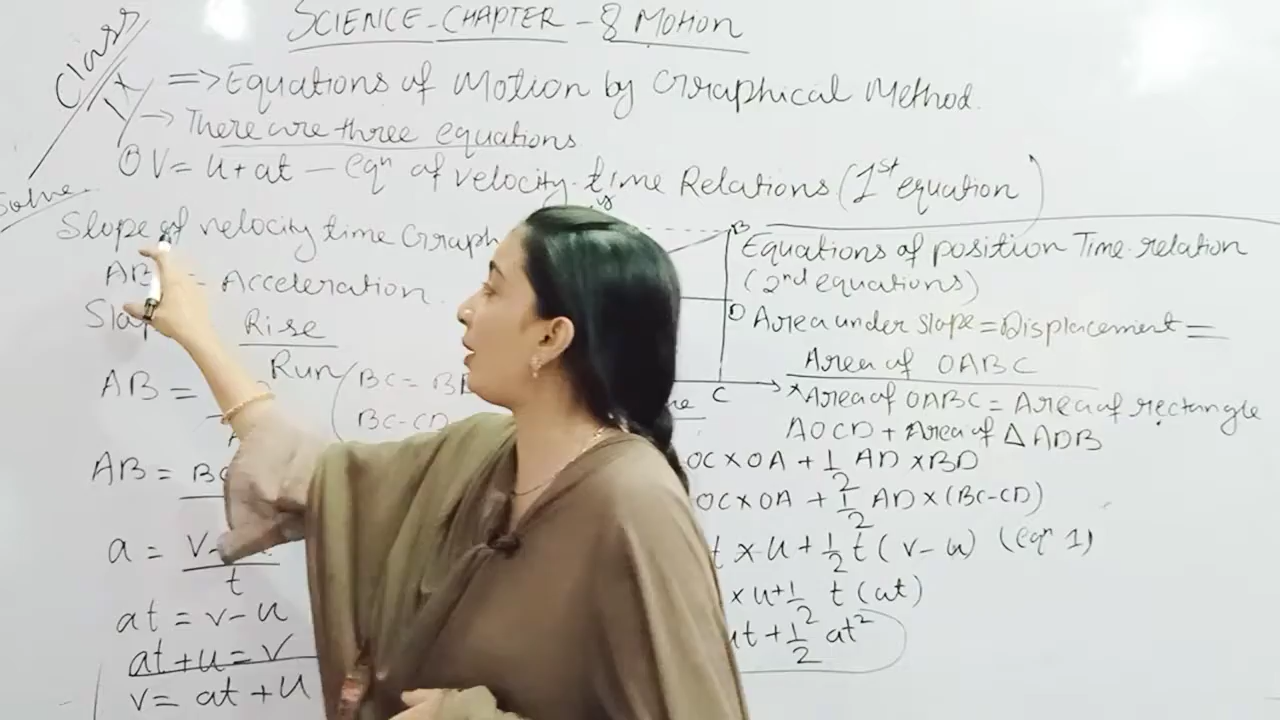 SCIENCE-CHAPTER-8 MOTION
Class
IX
=> Equations of Motion by Graphical Method.
→ There are three equations
① V= u+at - eqn of velocity-time Relations (1st equation)
Solve
Slope of velocity time Graph is
AB = Acceleration.
Rise
Run
AB =
(BC =
BC-CD
AB =
a = V-
t
at = v-u
at+u=v
v= at+u
B
D
C
Equations of position Time-relation
(2nd equations)
Area under slope = Displacement =
Area of OABC
*Area of OABC = Area of rectangle
AOCD + Area of △ADB
OC×OA + 1/2 AD×BD
OC×OA + 1/2 AD×(BC-CD)
t×u+1/2 t(v-u) (eqn 1)
×u+1/2 t(at)
ut+1/2 at²